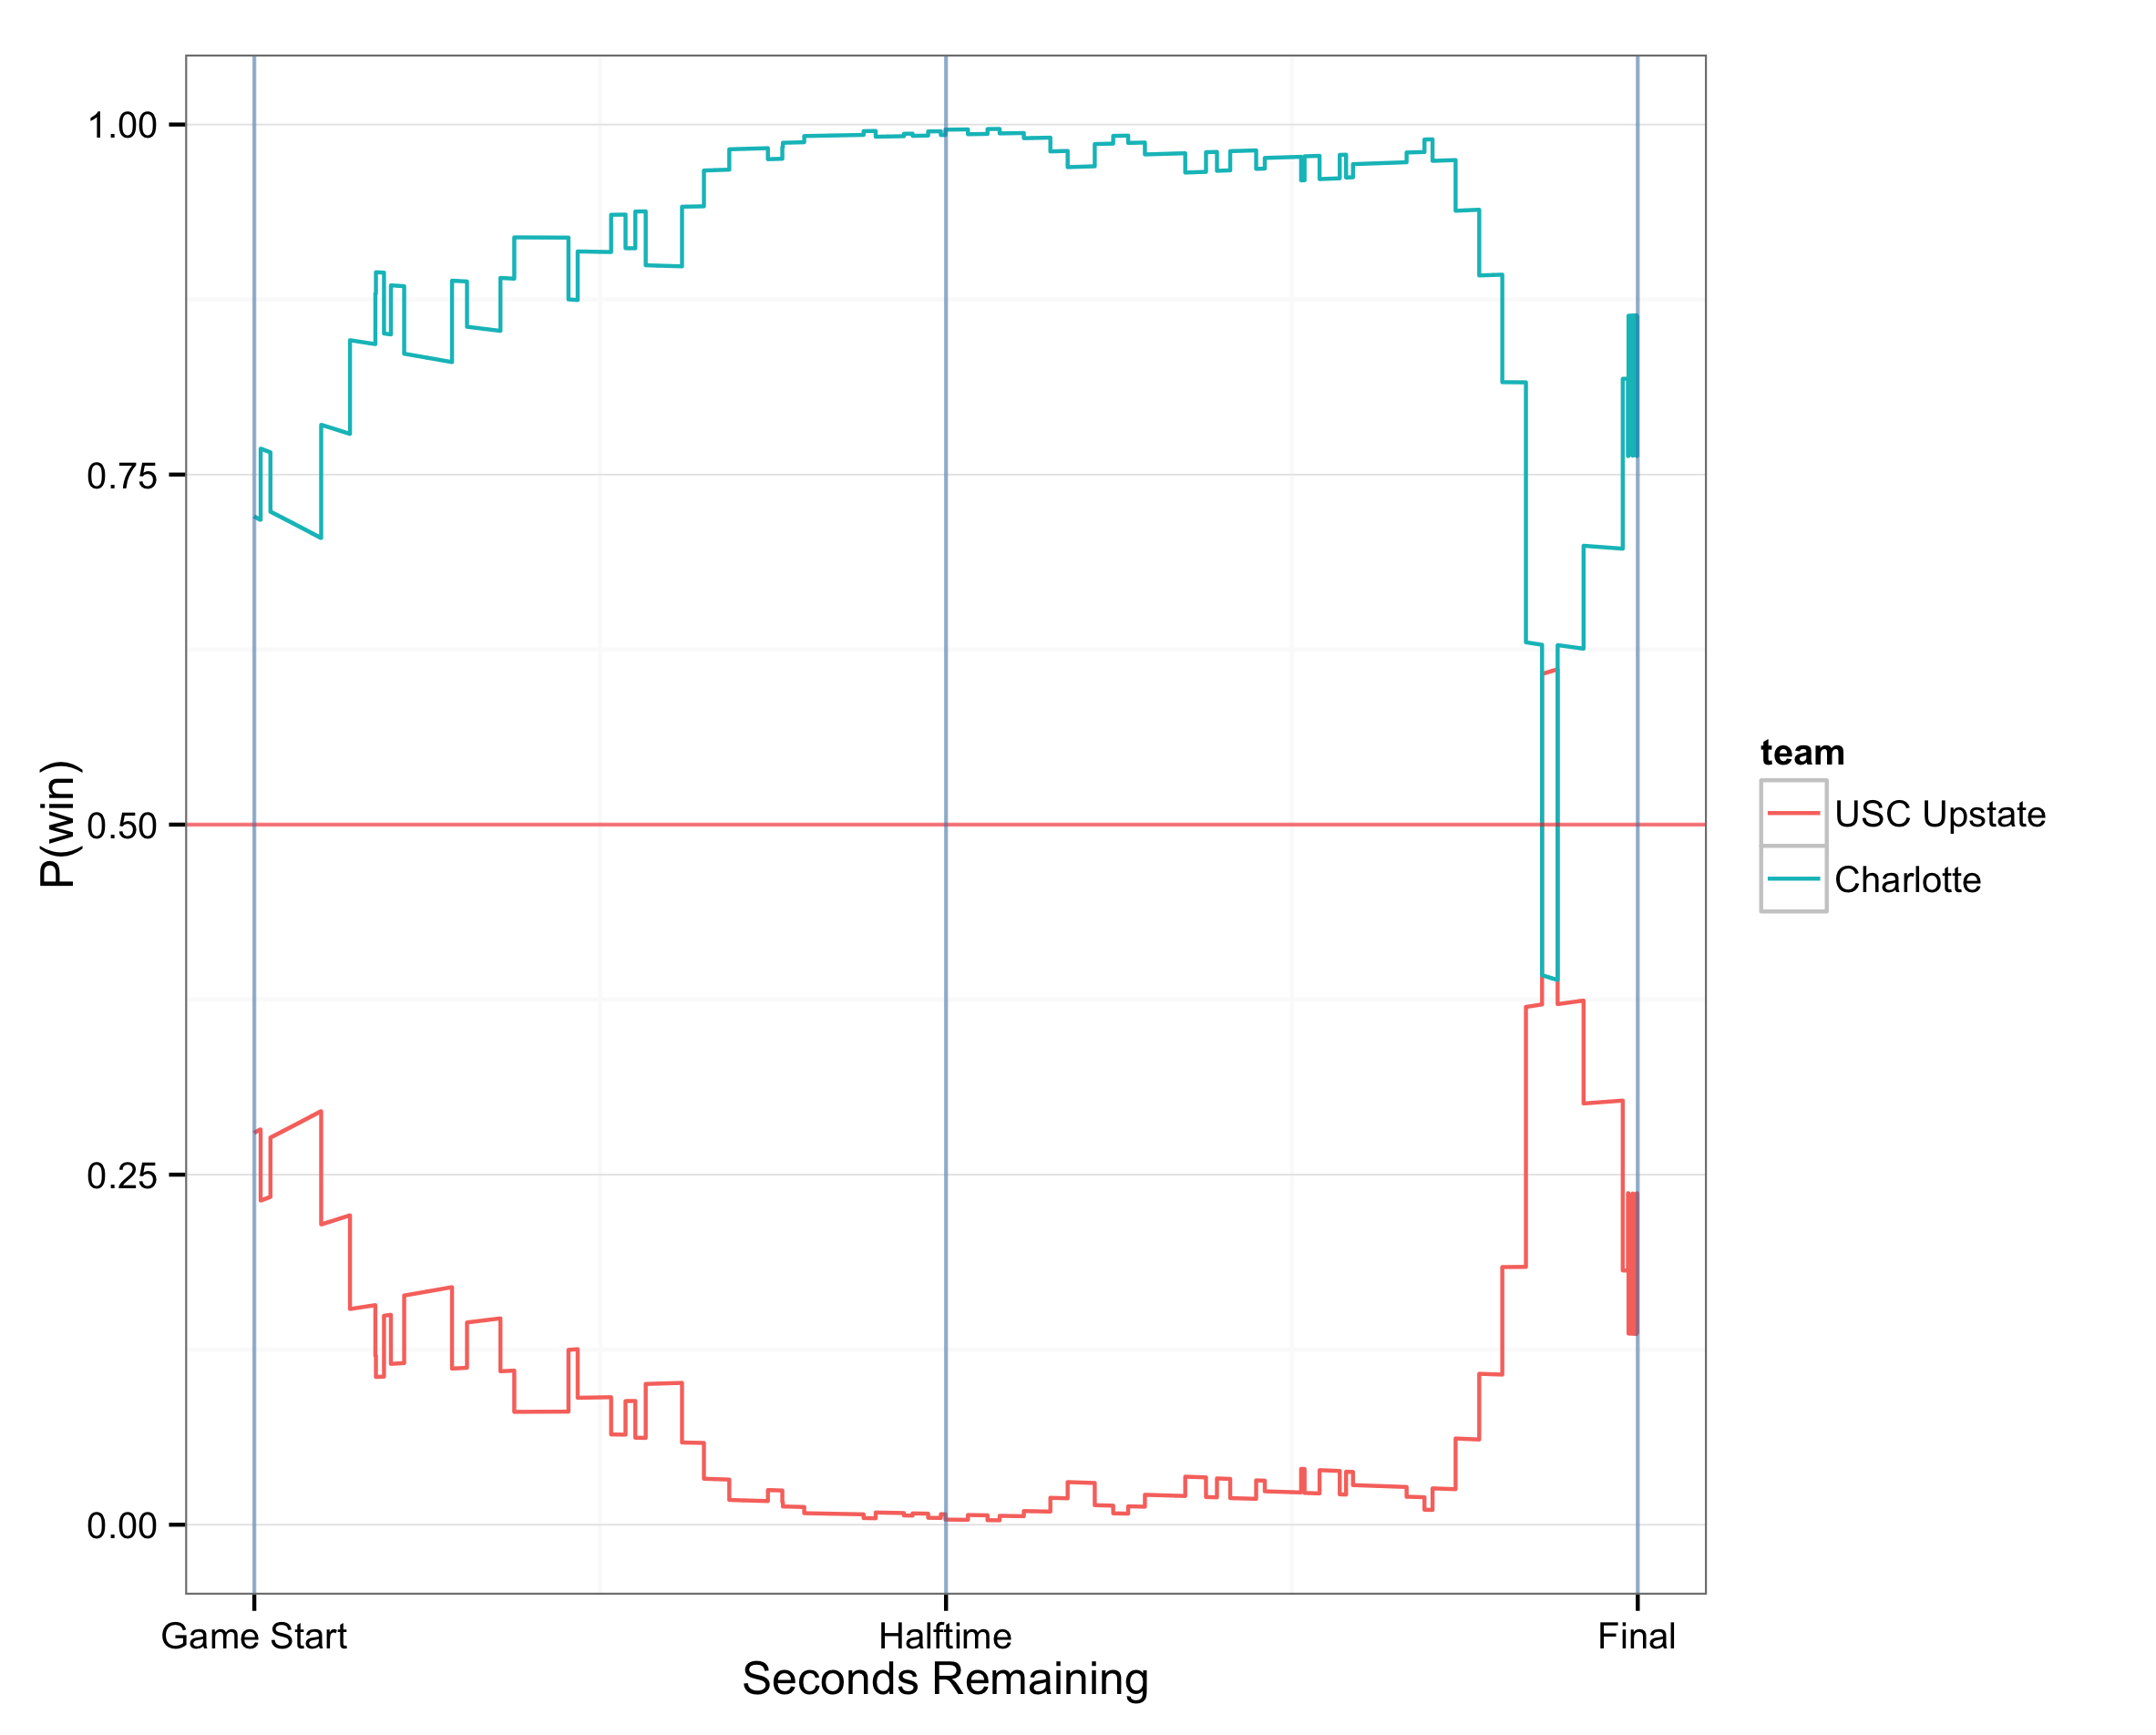 1.00
0.75
0.50
0.25
0.00
P(win)
Game Start
Halftime
Final
Seconds Remaining
team
USC Upstate
Charlotte